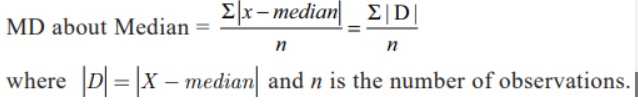 MD about Median = Σ|x – median| / n = Σ|D| / n
where |D| = |X – median| and n is the number of observations.